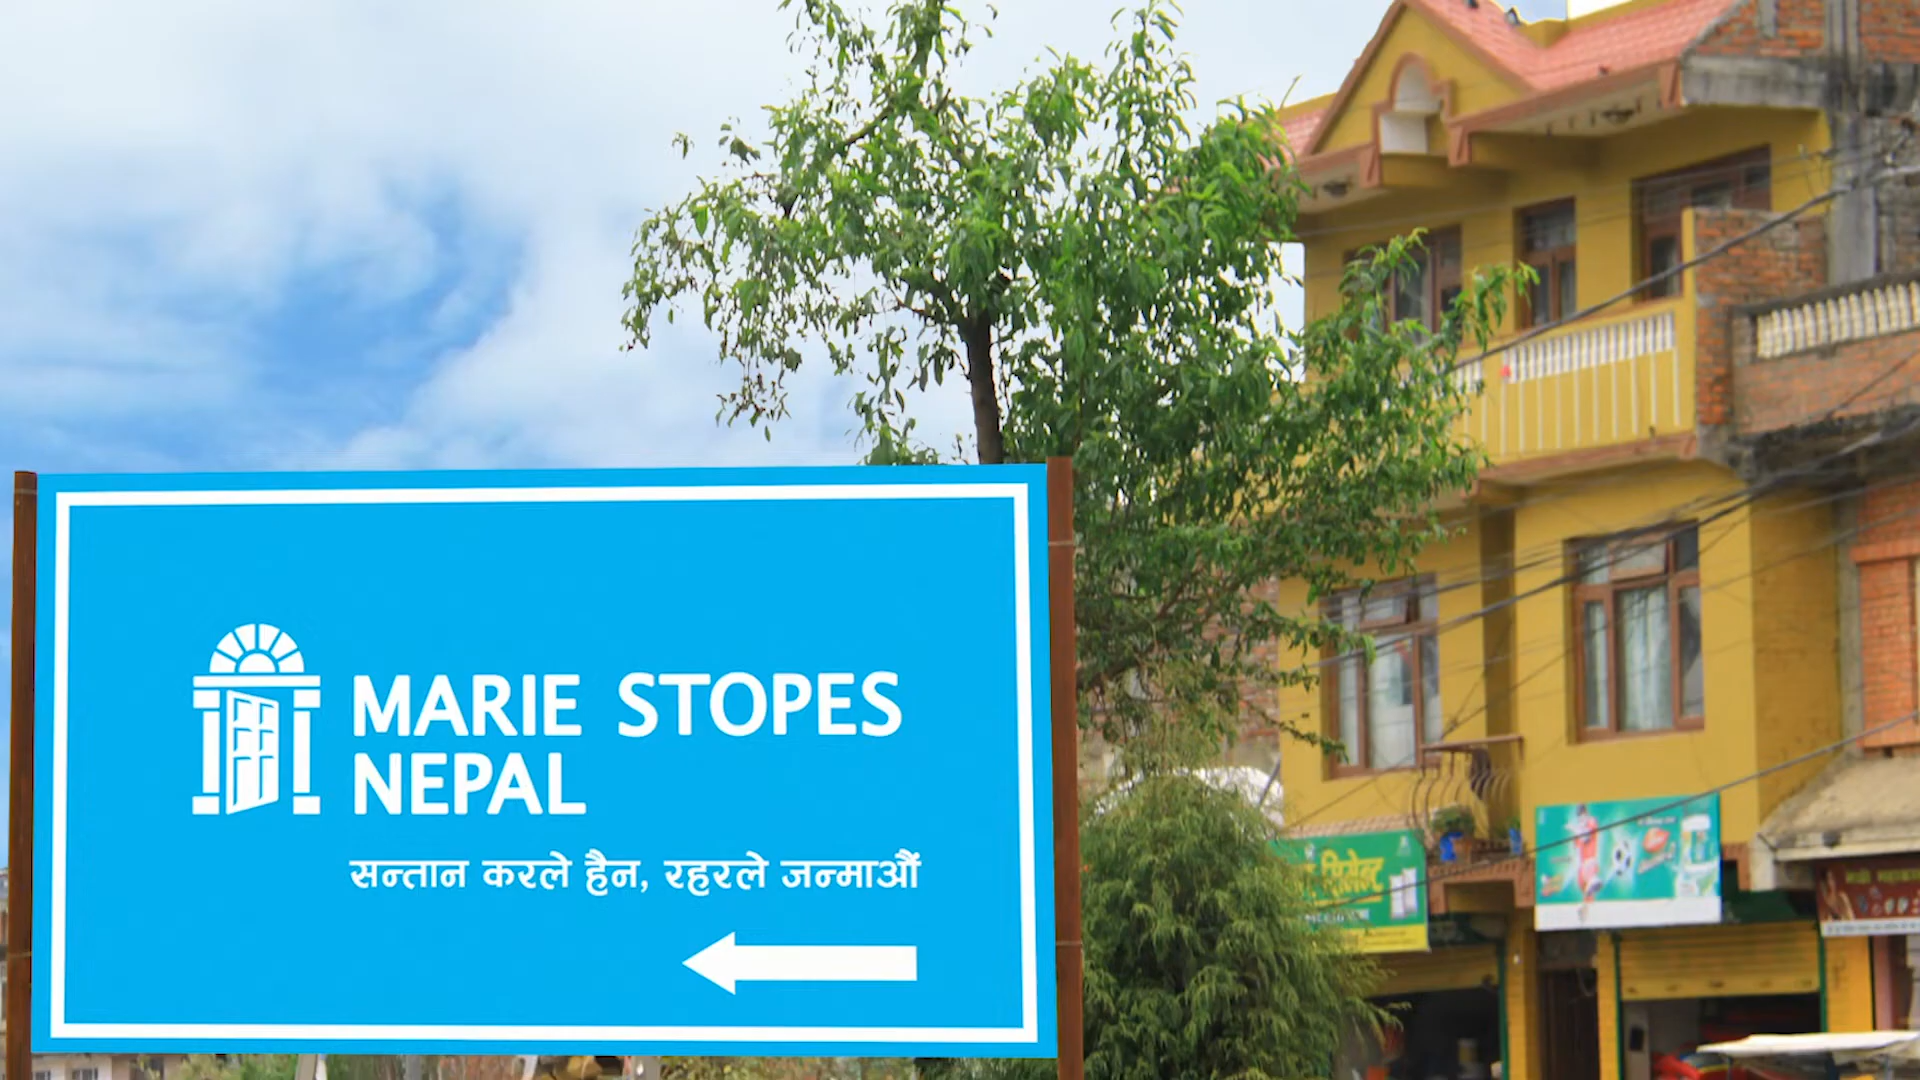 MARIE STOPES
NEPAL
सन्तान करले हैन, रहरले जन्माऔं